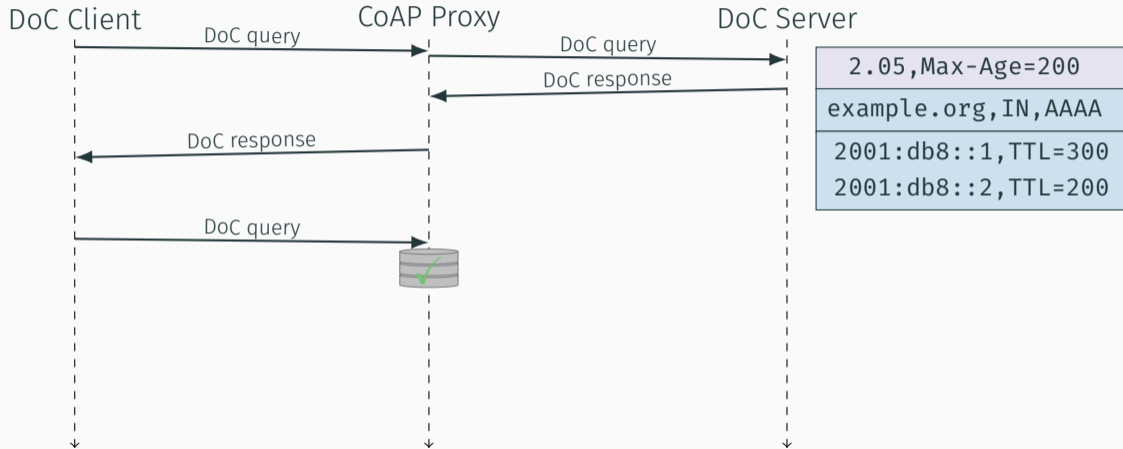 DoC Client
CoAP Proxy
DoC Server
DoC query
DoC query
DoC response
DoC response
DoC query
2.05,Max-Age=200
example.org,IN,AAAA
2001:db8::1,TTL=300
2001:db8::2,TTL=200